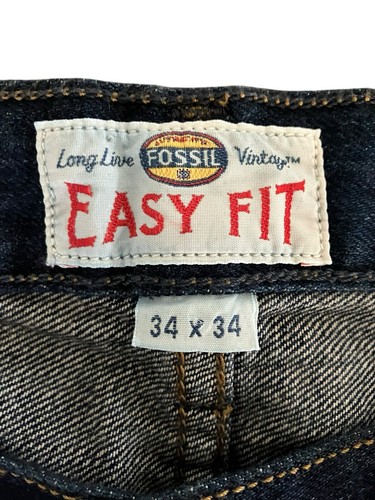 Long Live FOSSIL Vintage™
EASY FIT
34 x 34